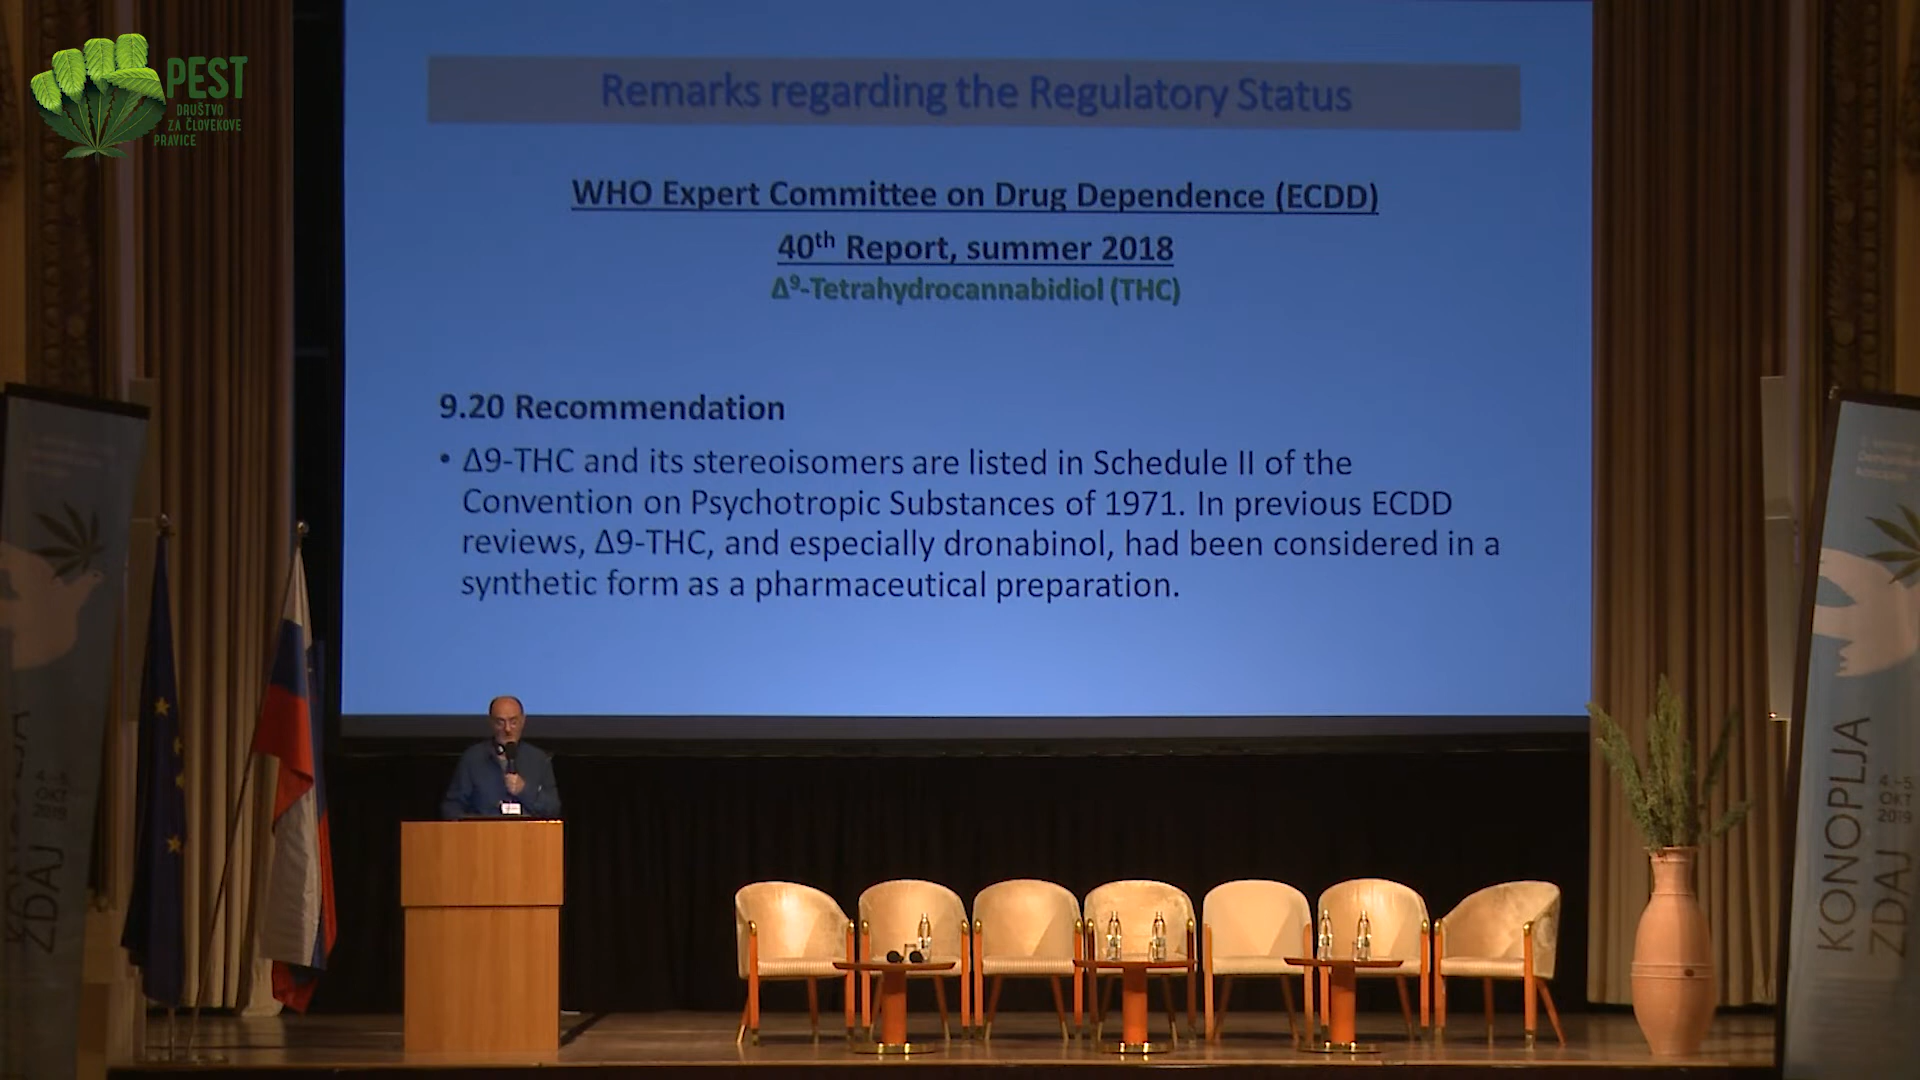 PEST
DRUŠTVO
ZA ČLOVEKOVE
PRAVICE
Remarks regarding the Regulatory Status
WHO Expert Committee on Drug Dependence (ECDD)
40th Report, summer 2018
Δ9-Tetrahydrocannabidiol (THC)
9.20 Recommendation
• Δ9-THC and its stereoisomers are listed in Schedule II of the
Convention on Psychotropic Substances of 1971. In previous ECDD
reviews, Δ9-THC, and especially dronabinol, had been considered in a
synthetic form as a pharmaceutical preparation.
ZDAJ
4.-5.
OKT
2019
KONOPLJA
ZDAJ
4.-5.
OKT
2019